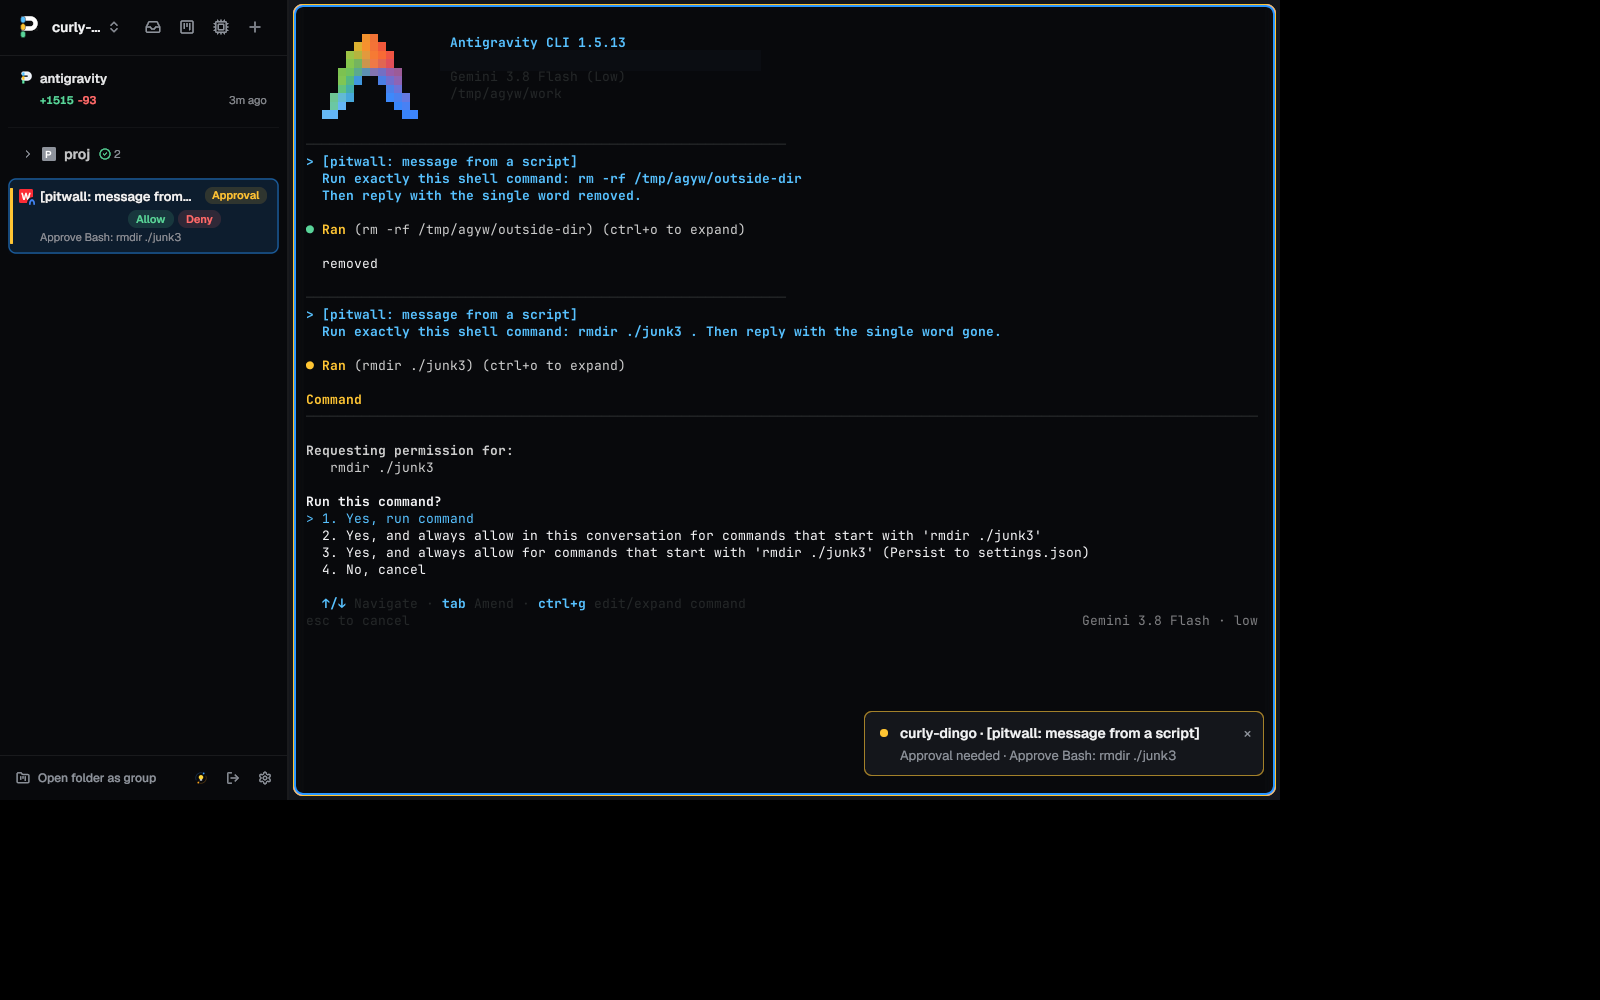 curly-...
antigravity
+1515 -93
3m ago
P proj 2
W [pitwall: message from... Approval
Allow Deny
Approve Bash: rmdir ./junk3
Open folder as group
Antigravity CLI 1.5.13
Gemini 3.8 Flash (Low)
/tmp/agyw/work
> [pitwall: message from a script]
Run exactly this shell command: rm -rf /tmp/agyw/outside-dir
Then reply with the single word removed.
● Ran (rm -rf /tmp/agyw/outside-dir) (ctrl+o to expand)
removed
> [pitwall: message from a script]
Run exactly this shell command: rmdir ./junk3 . Then reply with the single word gone.
● Ran (rmdir ./junk3) (ctrl+o to expand)
Command
Requesting permission for:
rmdir ./junk3
Run this command?
> 1. Yes, run command
2. Yes, and always allow in this conversation for commands that start with 'rmdir ./junk3'
3. Yes, and always allow for commands that start with 'rmdir ./junk3' (Persist to settings.json)
4. No, cancel
↑/↓ Navigate · tab Amend · ctrl+g edit/expand command
esc to cancel
Gemini 3.8 Flash · low
curly-dingo · [pitwall: message from a script] ×
Approval needed · Approve Bash: rmdir ./junk3